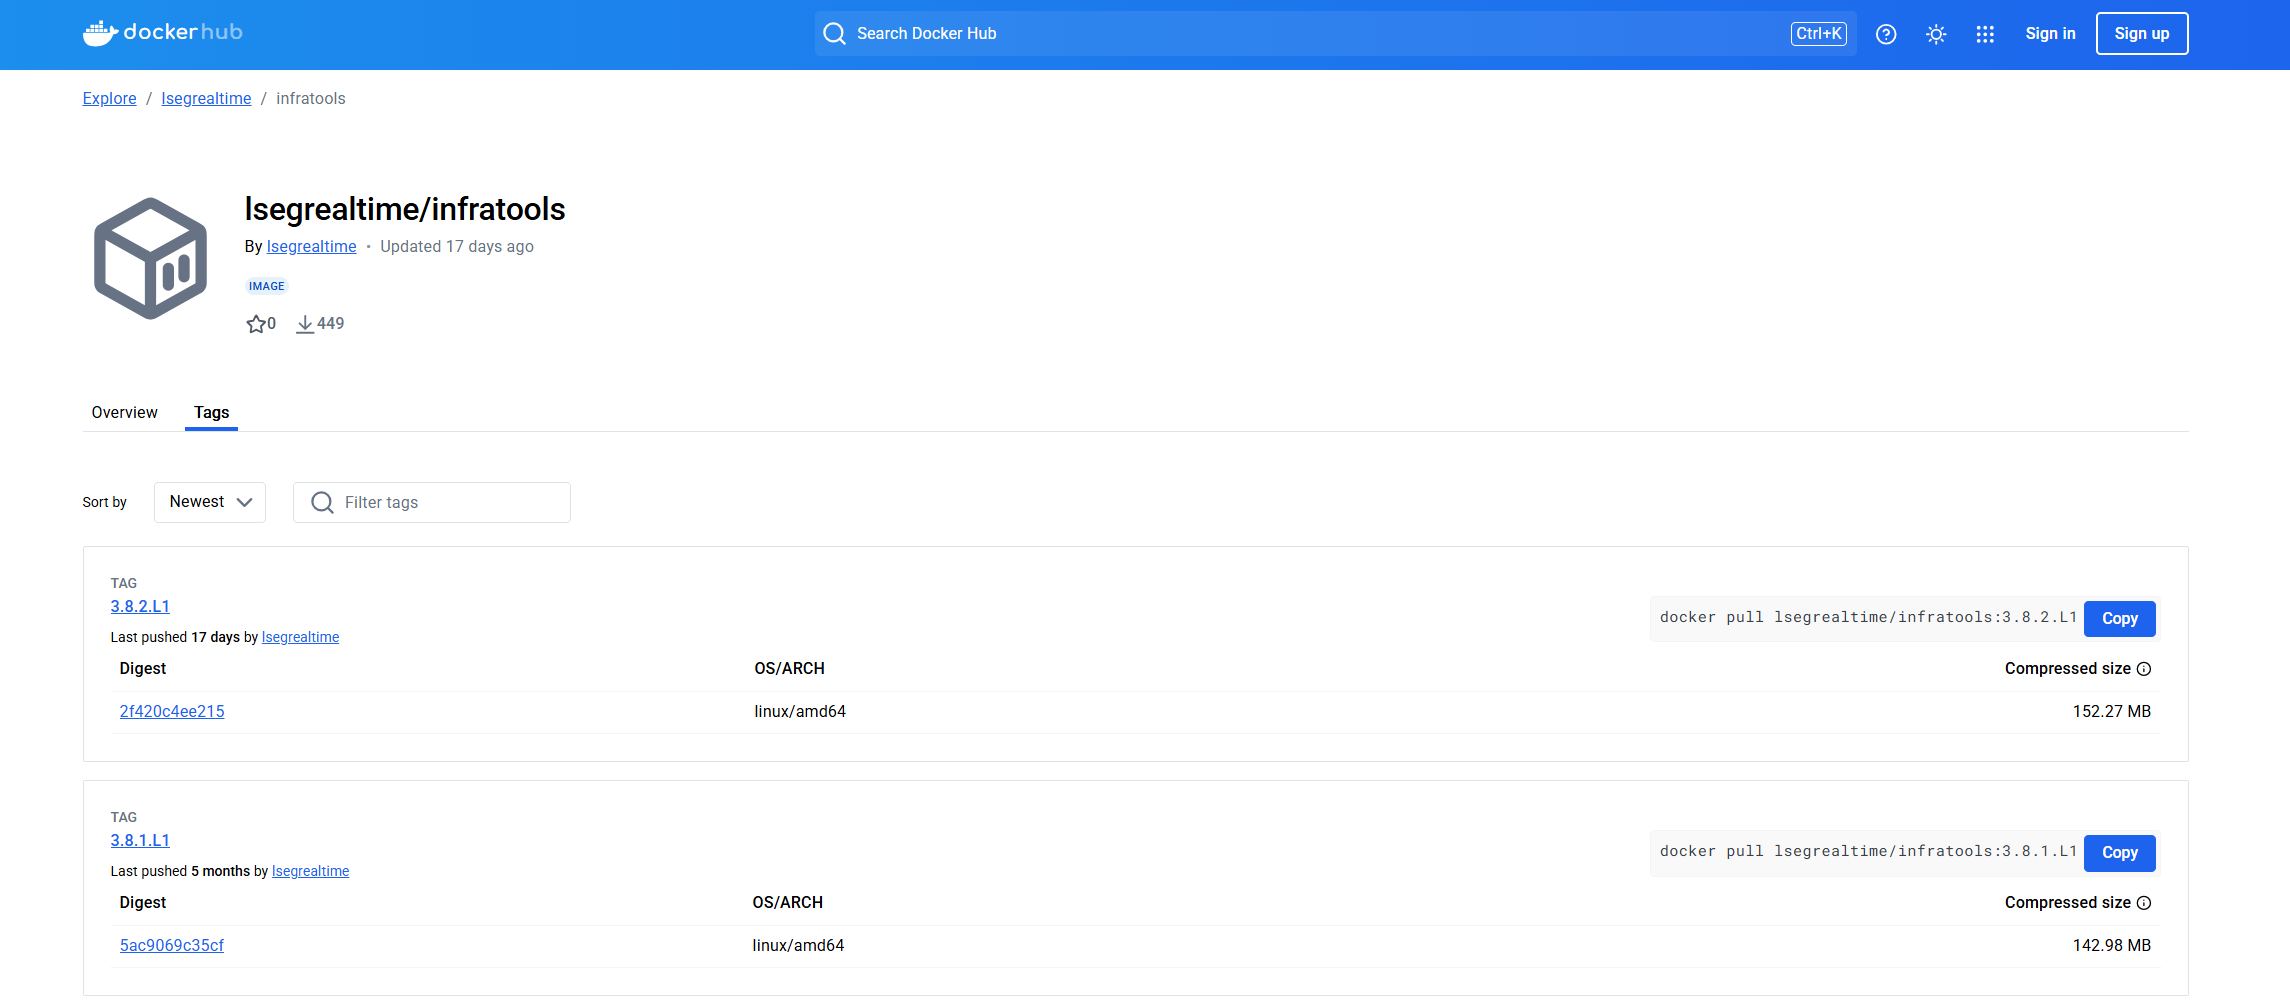 docker hub
Search Docker Hub
Ctrl+K
Sign in
Sign up
Explore / lsegrealtime / infratools
lsegrealtime/infratools
By lsegrealtime • Updated 17 days ago
IMAGE
0 449
Overview Tags
Sort by Newest Filter tags
TAG
3.8.2.L1
docker pull lsegrealtime/infratools:3.8.2.L1 Copy
Last pushed 17 days by lsegrealtime
Digest OS/ARCH Compressed size
2f420c4ee215 linux/amd64 152.27 MB
TAG
3.8.1.L1
docker pull lsegrealtime/infratools:3.8.1.L1 Copy
Last pushed 5 months by lsegrealtime
Digest OS/ARCH Compressed size
5ac9069c35cf linux/amd64 142.98 MB